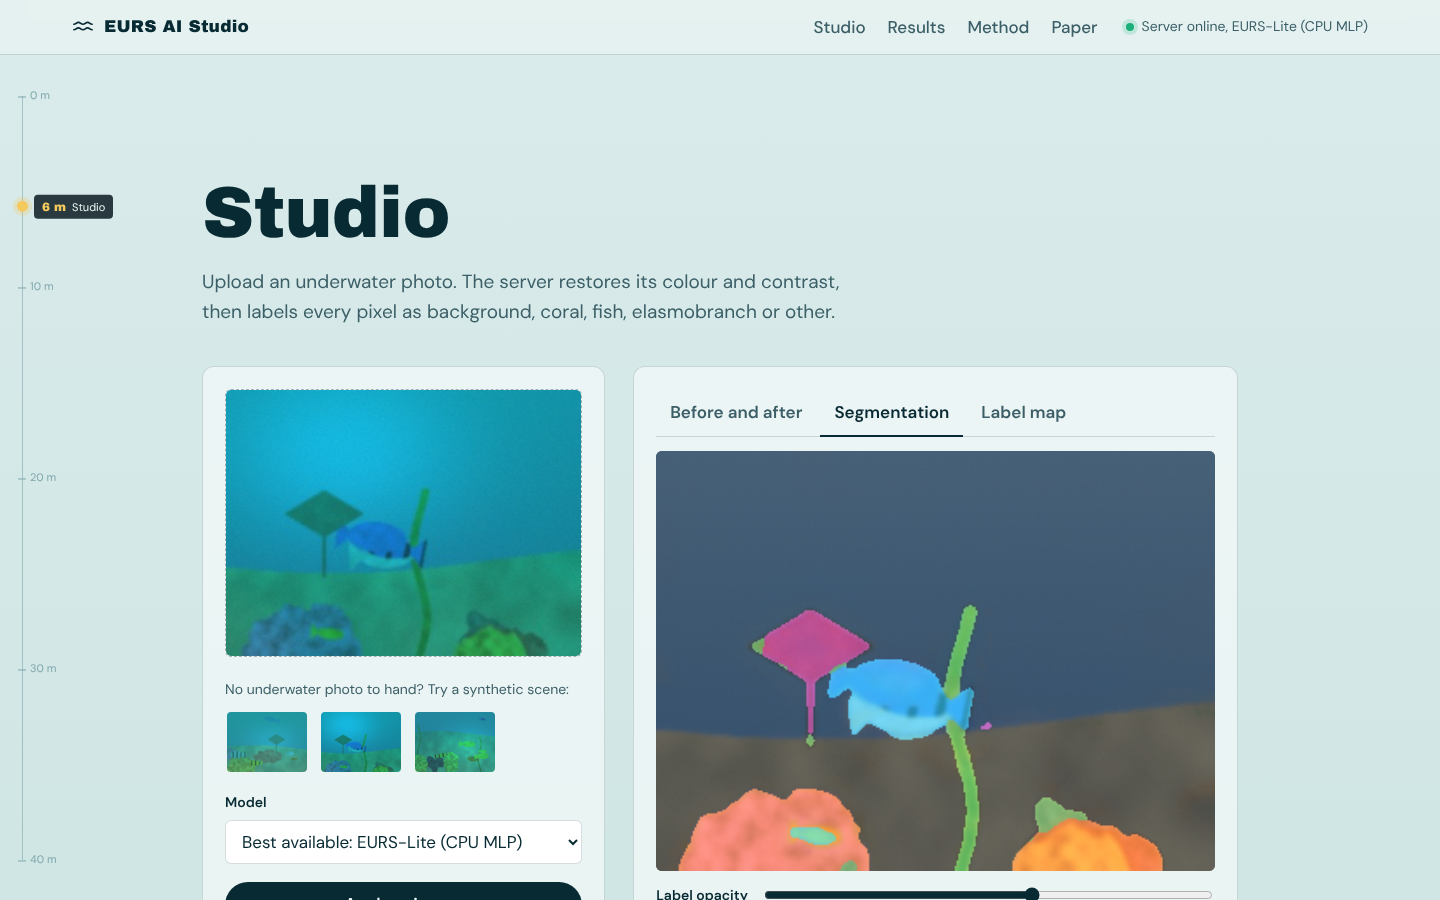 EURS AI Studio
Studio Results Method Paper Server online, EURS-Lite (CPU MLP)
0 m
6 m Studio
10 m
20 m
30 m
40 m
Studio
Upload an underwater photo. The server restores its colour and contrast,
then labels every pixel as background, coral, fish, elasmobranch or other.
No underwater photo to hand? Try a synthetic scene:
Model
Best available: EURS-Lite (CPU MLP)
Before and after Segmentation Label map
Label opacity